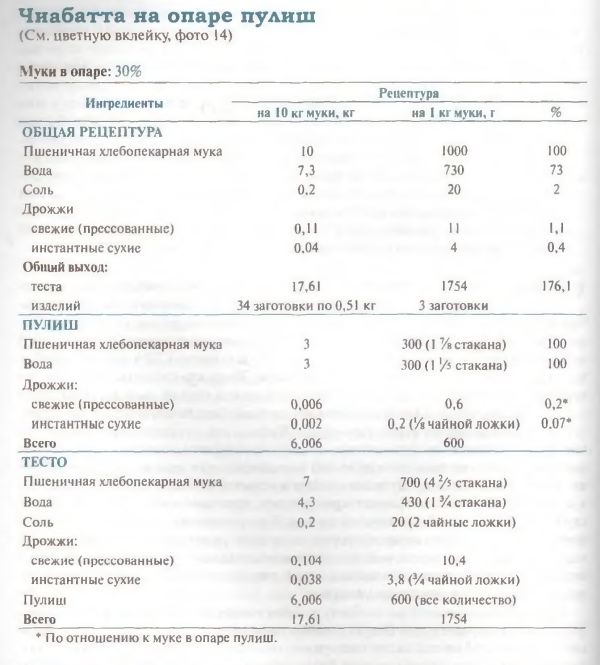 Чиабатта на опаре пулиш
(См. цветную вклейку, фото 14)
Муки в опаре: 30%
Ингредиенты Рецептура
на 10 кг муки, кг на 1 кг муки, г %
ОБЩАЯ РЕЦЕПТУРА
Пшеничная хлебопекарная мука 10 1000 100
Вода 7,3 730 73
Соль 0,2 20 2
Дрожжи
свежие (прессованные) 0,11 11 1,1
инстантные сухие 0,04 4 0,4
Общий выход:
теста 17,61 1754 176,1
изделий 34 заготовки по 0,51 кг 3 заготовки
ПУЛИШ
Пшеничная хлебопекарная мука 3 300 (1 ⅞ стакана) 100
Вода 3 300 (1 ⅕ стакана) 100
Дрожжи:
свежие (прессованные) 0,006 0,6 0,2*
инстантные сухие 0,002 0,2 (⅛ чайной ложки) 0.07*
Всего 6,006 600
ТЕСТО
Пшеничная хлебопекарная мука 7 700 (4 ⅖ стакана)
Вода 4,3 430 (1 ¾ стакана)
Соль 0,2 20 (2 чайные ложки)
Дрожжи:
свежие (прессованные) 0,104 10,4
инстантные сухие 0,038 3,8 (¾ чайной ложки)
Пулиш 6,006 600 (все количество)
Всего 17,61 1754
* По отношению к муке в опаре пулиш.